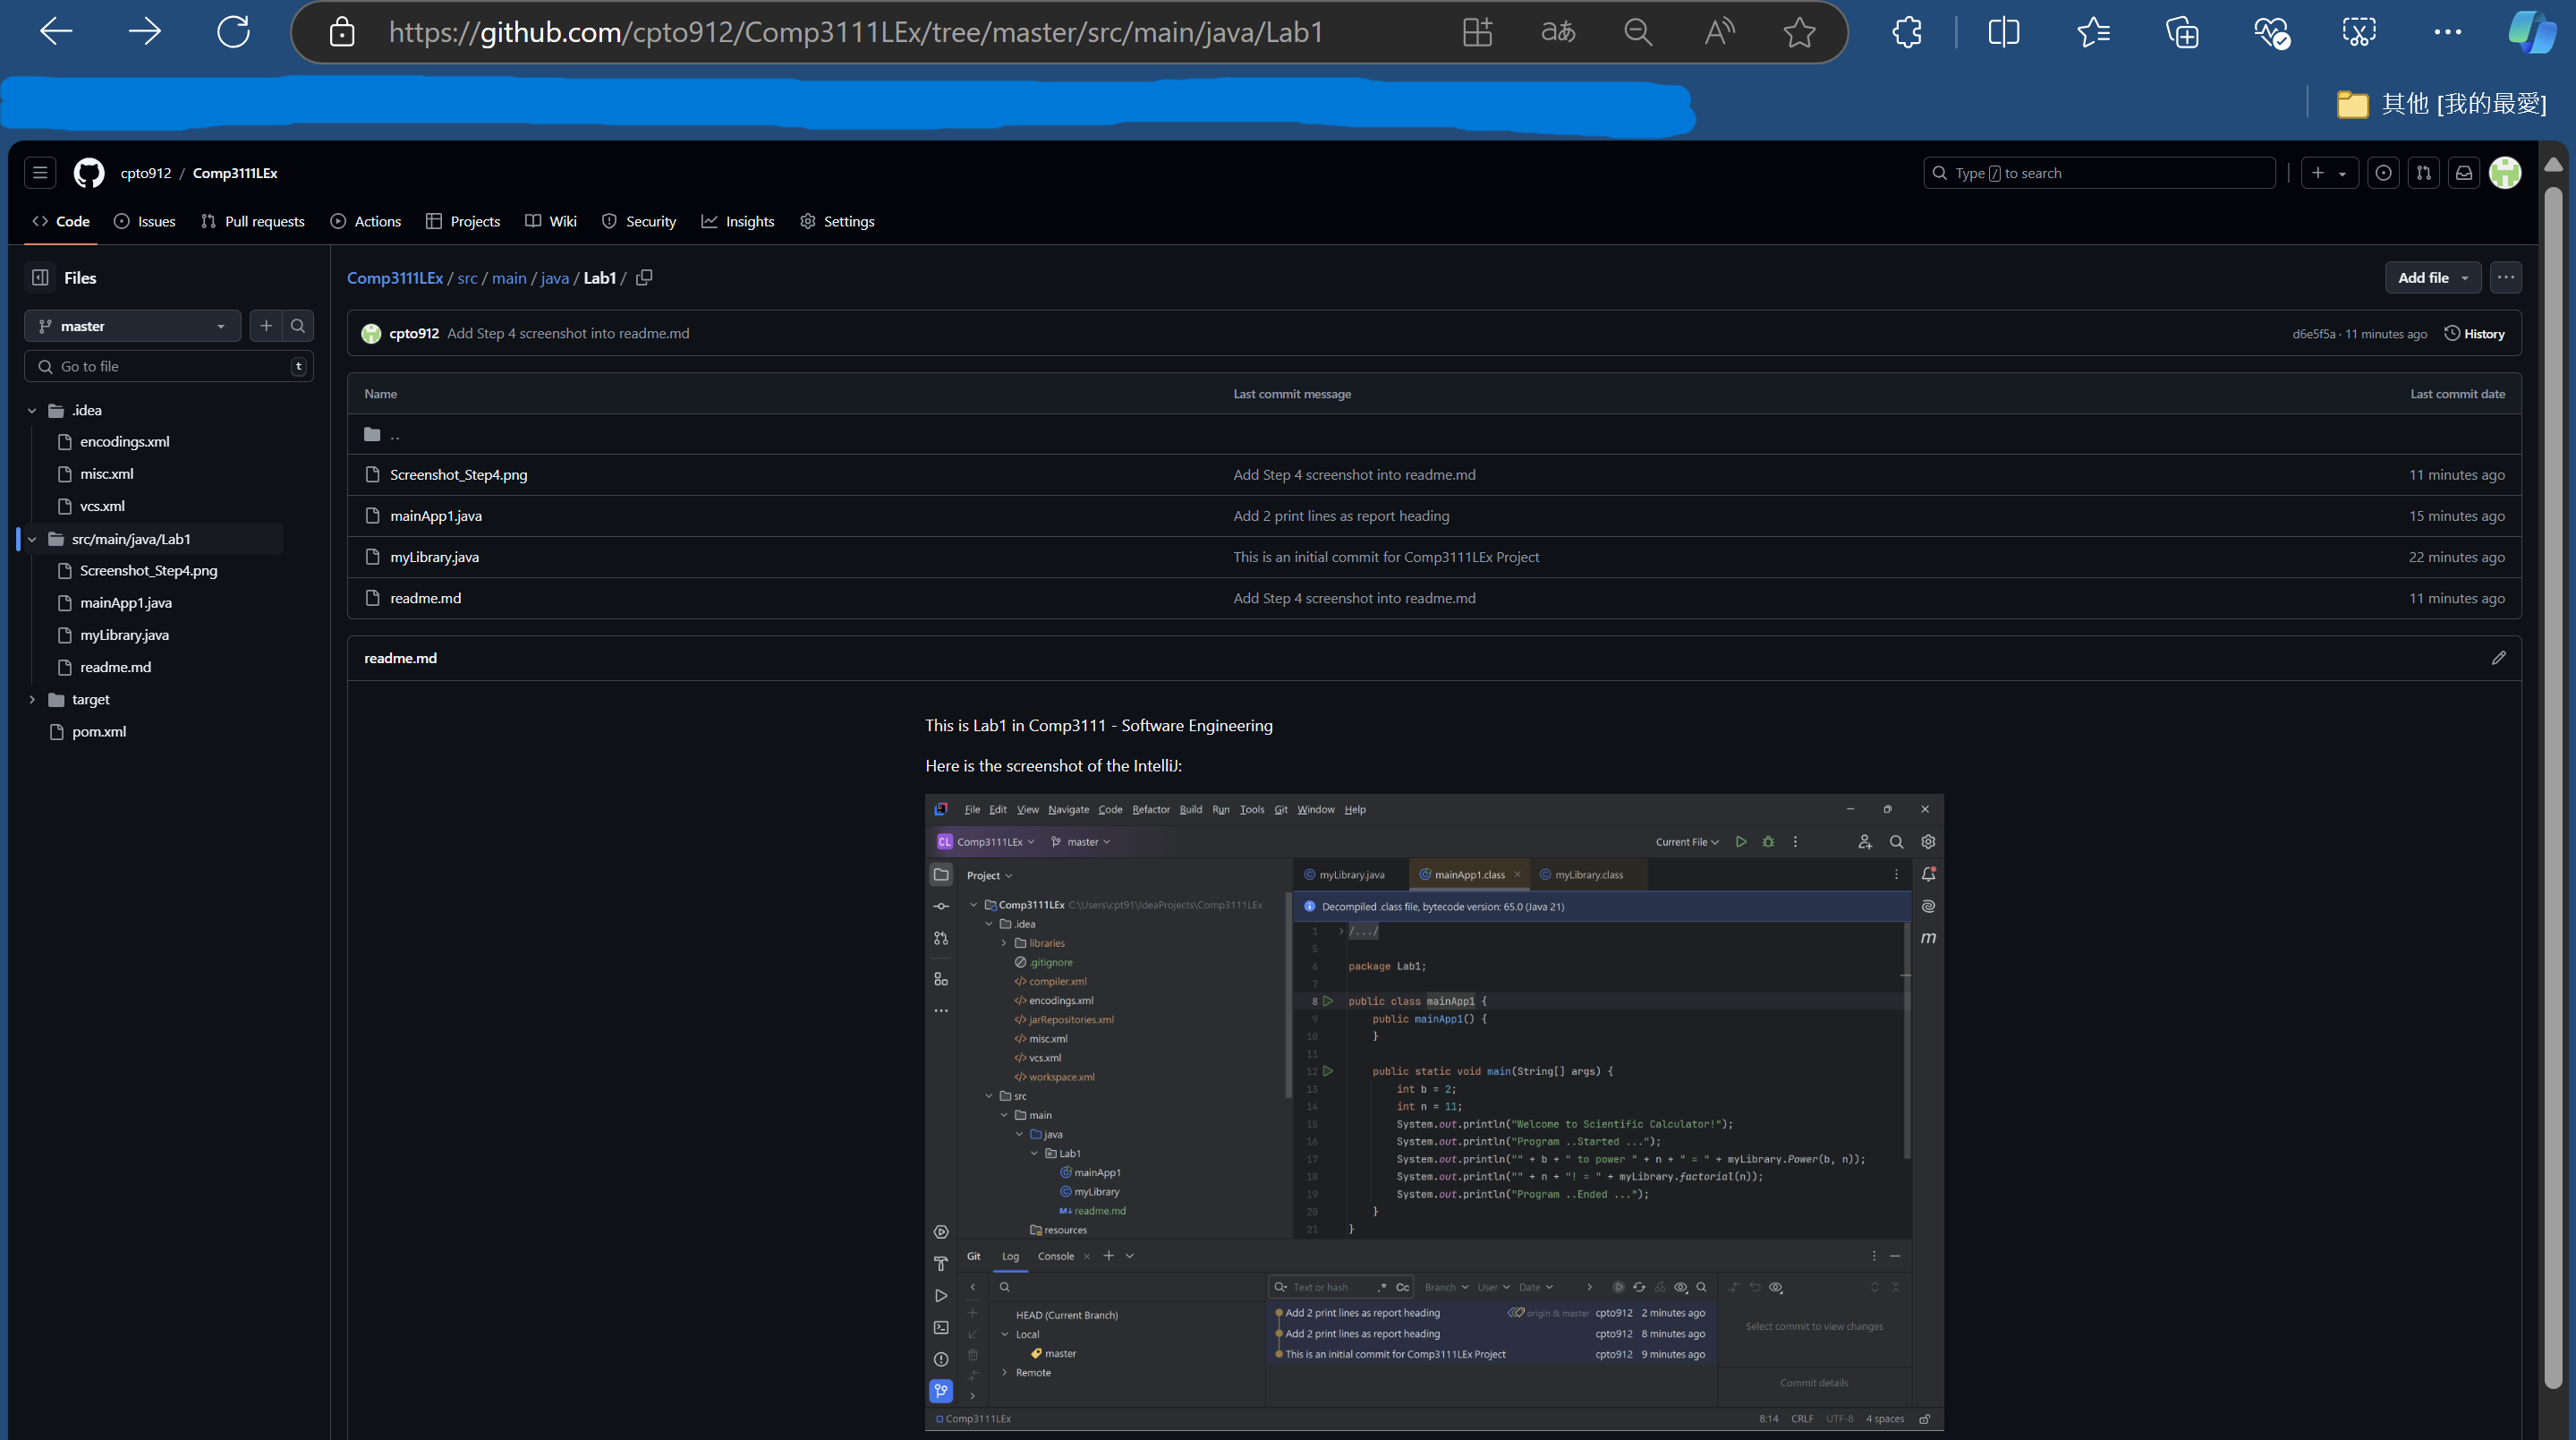 https://github.com/cpto912/Comp3111LEx/tree/master/src/main/java/Lab1
其他 [我的最愛]
cpto912 / Comp3111LEx
Type / to search
Code Issues Pull requests Actions Projects Wiki Security Insights Settings
Files
master
Go to file t
.idea
encodings.xml
misc.xml
vcs.xml
src/main/java/Lab1
Screenshot_Step4.png
mainApp1.java
myLibrary.java
readme.md
target
pom.xml
Comp3111LEx / src / main / java / Lab1 /
Add file
cpto912 Add Step 4 screenshot into readme.md d6e5f5a · 11 minutes ago History
Name Last commit message Last commit date
..
Screenshot_Step4.png Add Step 4 screenshot into readme.md 11 minutes ago
mainApp1.java Add 2 print lines as report heading 15 minutes ago
myLibrary.java This is an initial commit for Comp3111LEx Project 22 minutes ago
readme.md Add Step 4 screenshot into readme.md 11 minutes ago
readme.md
This is Lab1 in Comp3111 - Software Engineering
Here is the screenshot of the IntelliJ:
File Edit View Navigate Code Refactor Build Run Tools Git Window Help
CL Comp3111LEx master Current File
Project
Comp3111LEx C:\Users\cpt91\IdeaProjects\Comp3111LEx
.idea
libraries
.gitignore
compiler.xml
encodings.xml
jarRepositories.xml
misc.xml
vcs.xml
workspace.xml
src
main
java
Lab1
mainApp1
myLibrary
M↓ readme.md
resources
myLibrary.java mainApp1.class myLibrary.class
Decompiled .class file, bytecode version: 65.0 (Java 21)
1 /.../
5
6 package Lab1;
7
8 public class mainApp1 {
9 public mainApp1() {
10 }
11
12 public static void main(String[] args) {
13 int b = 2;
14 int n = 11;
15 System.out.println("Welcome to Scientific Calculator!");
16 System.out.println("Program ..Started ...");
17 System.out.println("" + b + " to power " + n + " = " + myLibrary.Power(b, n));
18 System.out.println("" + n + "! = " + myLibrary.factorial(n));
19 System.out.println("Program ..Ended ...");
20 }
21 }
Git Log Console
HEAD (Current Branch)
Local
master
Remote
Text or hash .* Cc Branch User Date
Add 2 print lines as report heading origin & master cpto912 2 minutes ago
Add 2 print lines as report heading cpto912 8 minutes ago
This is an initial commit for Comp3111LEx Project cpto912 9 minutes ago
Select commit to view changes
Commit details
Comp3111LEx 8:14 CRLF UTF-8 4 spaces